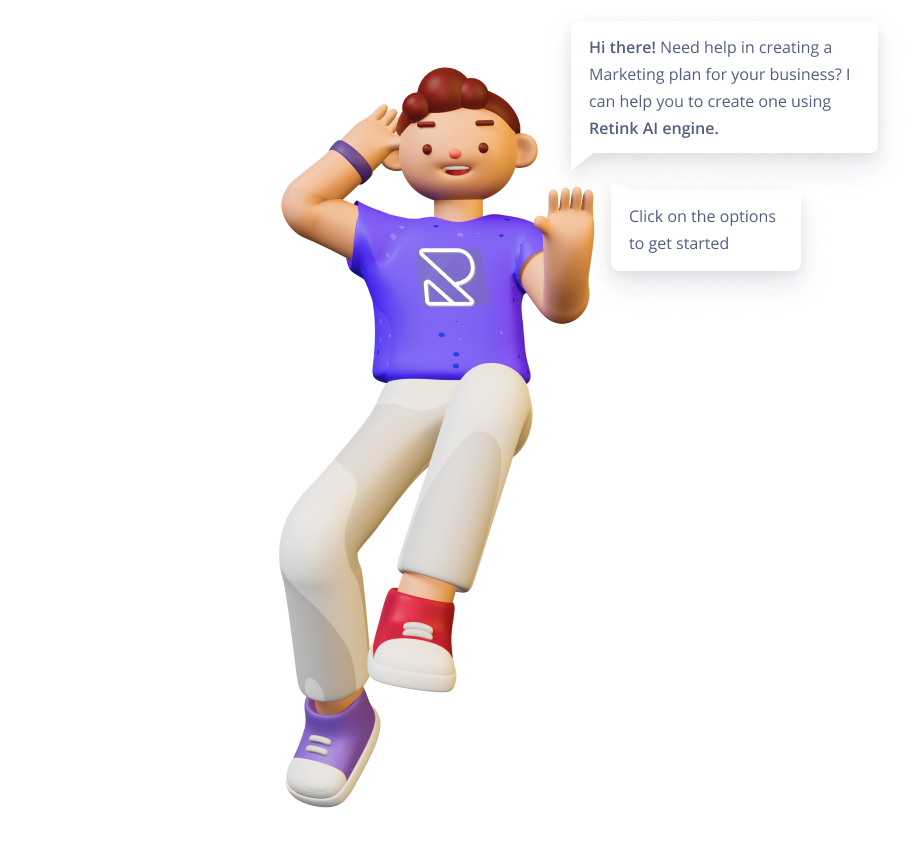 Hi there! Need help in creating a
Marketing plan for your business? I
can help you to create one using
Retink AI engine.
Click on the options
to get started
R